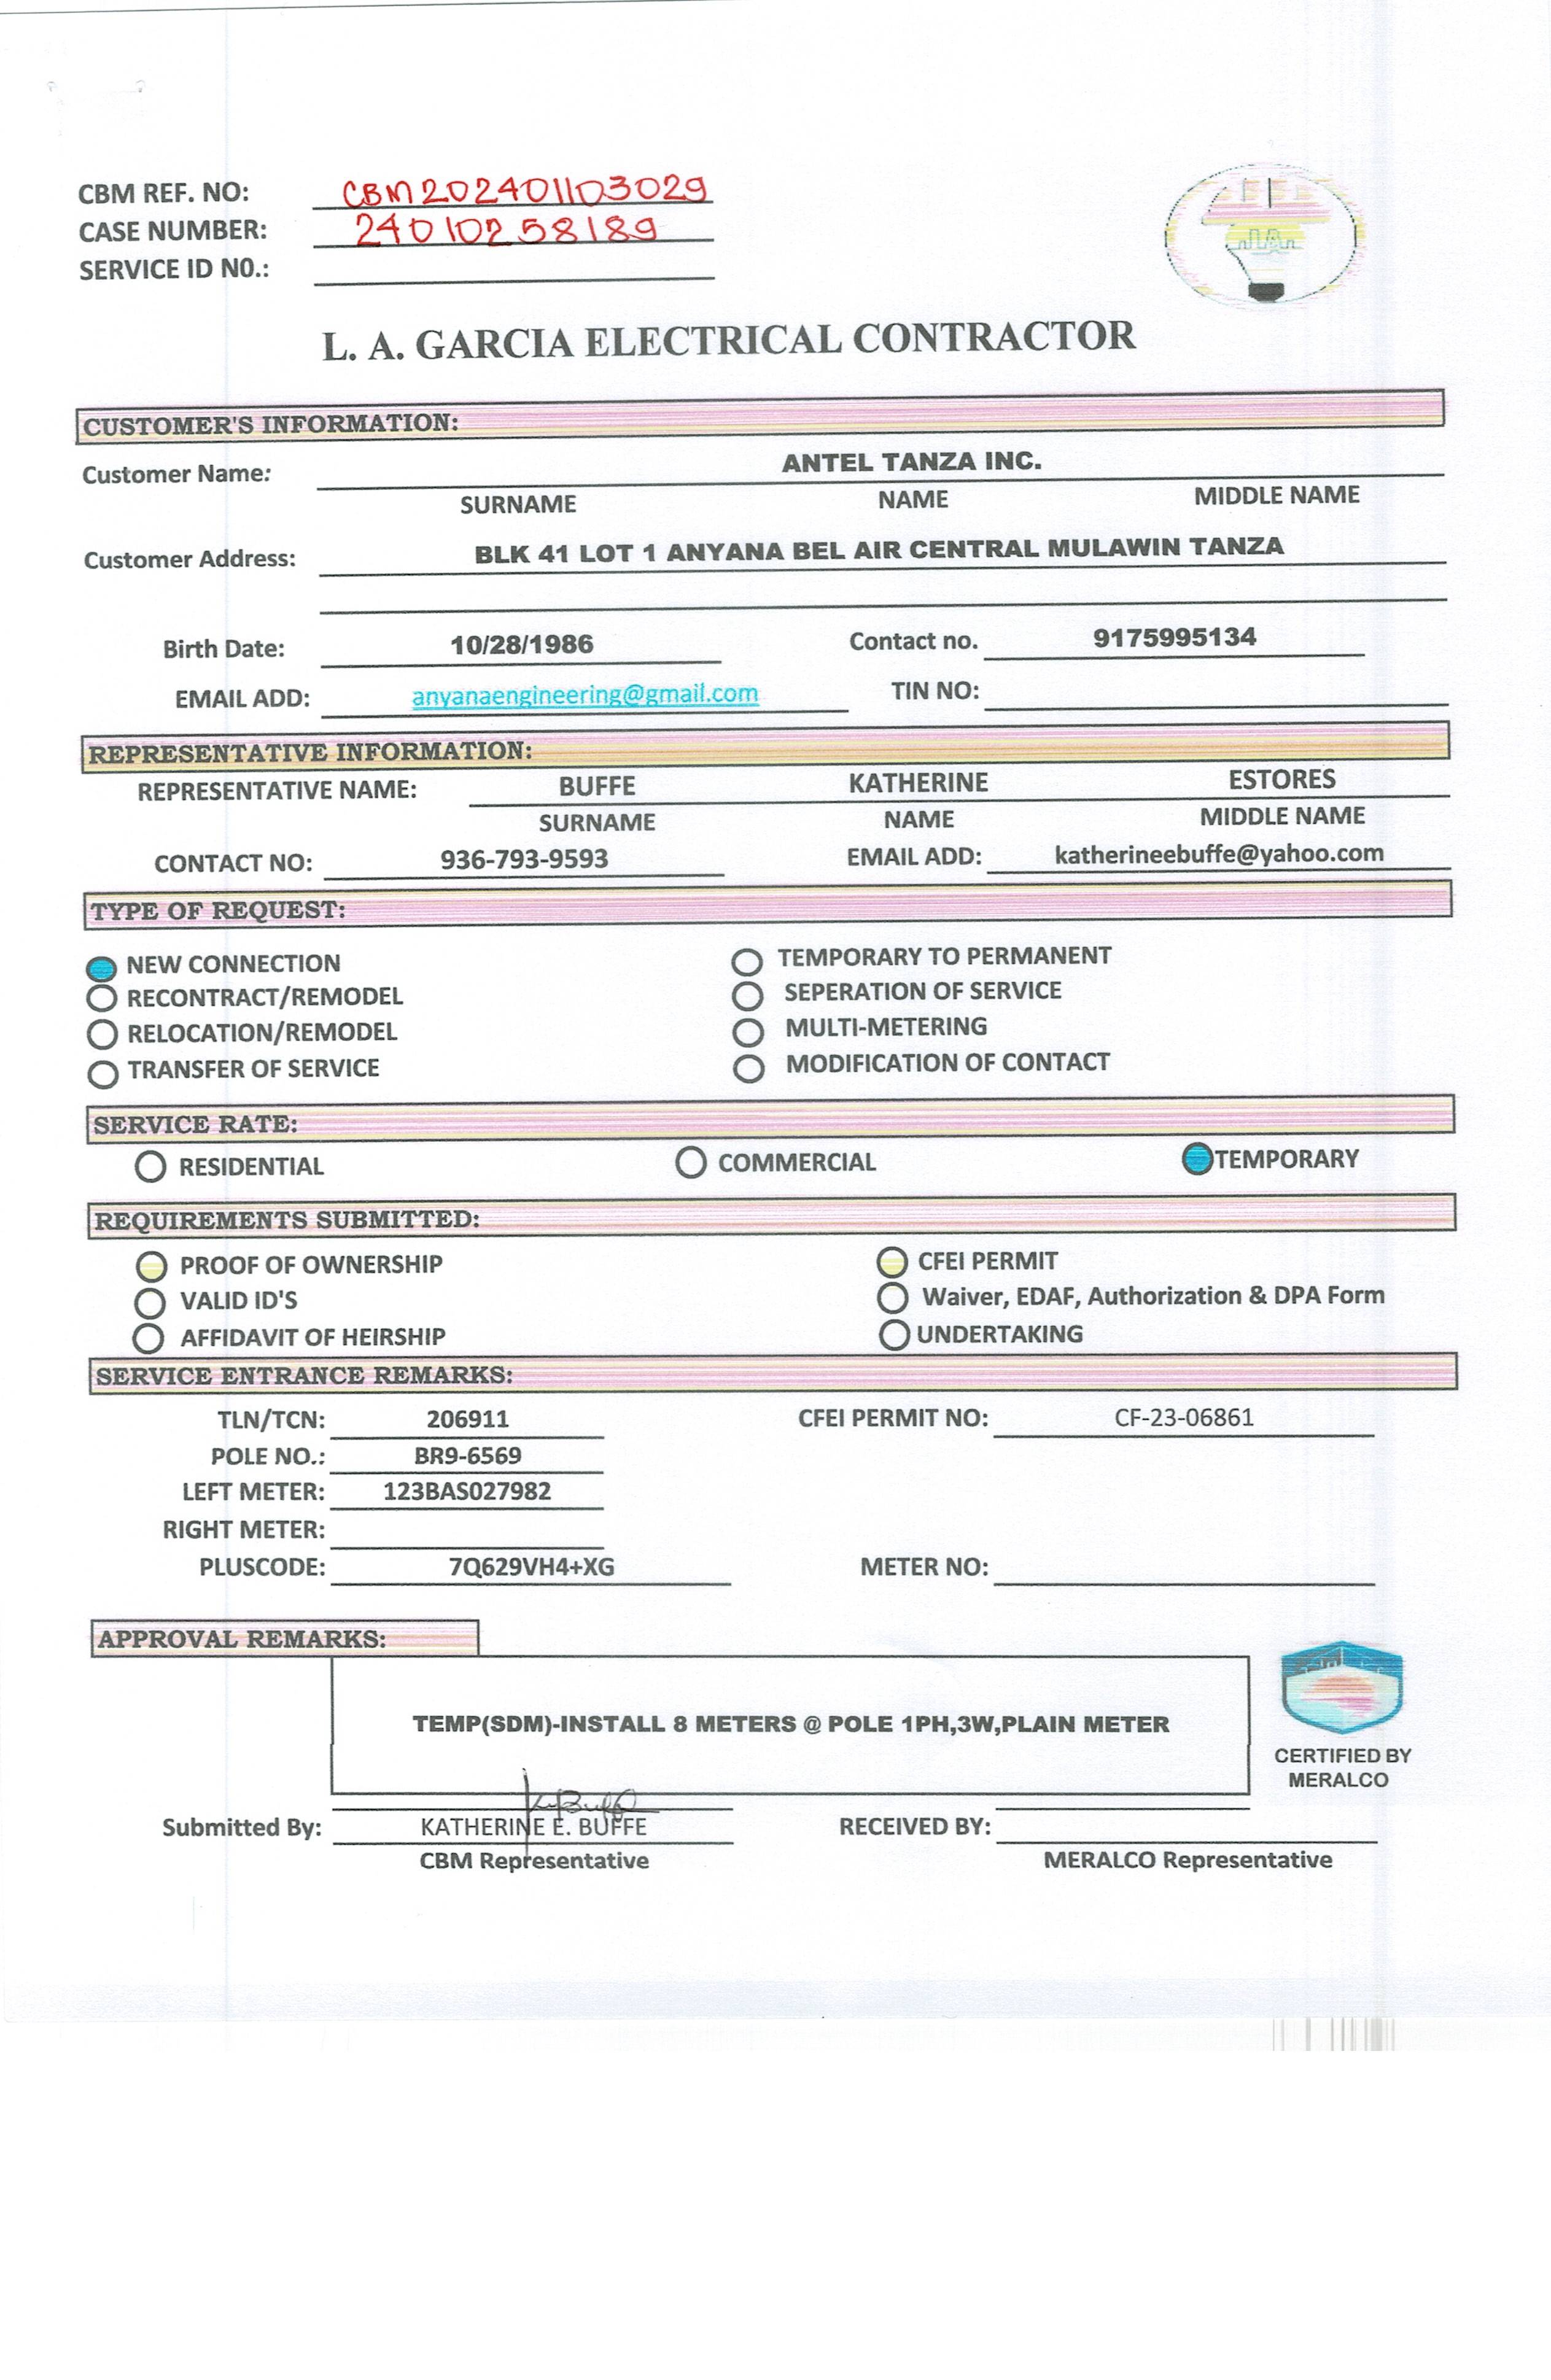 CBM REF. NO: CBM202401103029
CASE NUMBER: 24010258189
SERVICE ID N0.:
L. A. GARCIA ELECTRICAL CONTRACTOR
CUSTOMER'S INFORMATION:
Customer Name: ANTEL TANZA INC.
SURNAME NAME MIDDLE NAME
Customer Address: BLK 41 LOT 1 ANYANA BEL AIR CENTRAL MULAWIN TANZA
Birth Date: 10/28/1986 Contact no. 9175995134
EMAIL ADD: anyanaengineering@gmail.com TIN NO:
REPRESENTATIVE INFORMATION:
REPRESENTATIVE NAME: BUFFE KATHERINE ESTORES
SURNAME NAME MIDDLE NAME
CONTACT NO: 936-793-9593 EMAIL ADD: katherineebuffe@yahoo.com
TYPE OF REQUEST:
NEW CONNECTION TEMPORARY TO PERMANENT
RECONTRACT/REMODEL SEPERATION OF SERVICE
RELOCATION/REMODEL MULTI-METERING
TRANSFER OF SERVICE MODIFICATION OF CONTACT
SERVICE RATE:
RESIDENTIAL COMMERCIAL TEMPORARY
REQUIREMENTS SUBMITTED:
PROOF OF OWNERSHIP CFEI PERMIT
VALID ID'S Waiver, EDAF, Authorization & DPA Form
AFFIDAVIT OF HEIRSHIP UNDERTAKING
SERVICE ENTRANCE REMARKS:
TLN/TCN: 206911 CFEI PERMIT NO: CF-23-06861
POLE NO.: BR9-6569
LEFT METER: 123BAS027982
RIGHT METER:
PLUSCODE: 7Q629VH4+XG METER NO:
APPROVAL REMARKS:
TEMP(SDM)-INSTALL 8 METERS @ POLE 1PH,3W,PLAIN METER
CERTIFIED BY
MERALCO
Submitted By: KATHERINE E. BUFFE RECEIVED BY:
CBM Representative MERALCO Representative